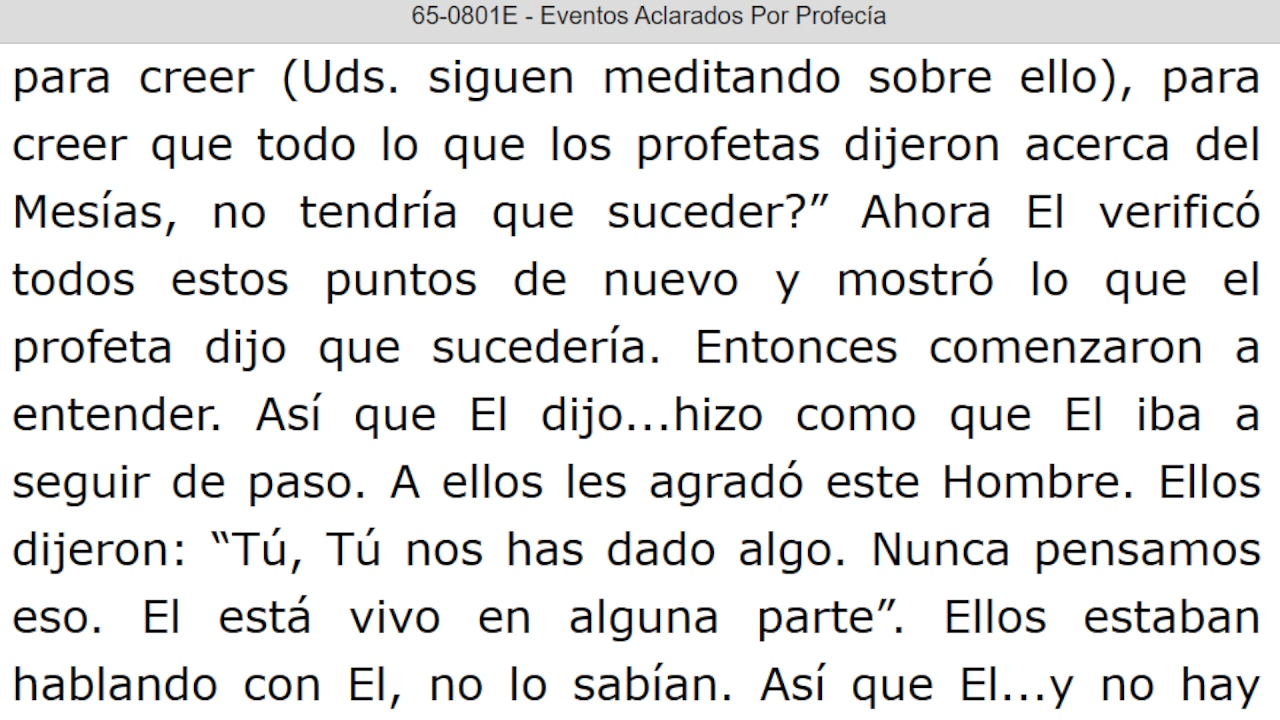 65-0801E - Eventos Aclarados Por Profecía
para creer (Uds. siguen meditando sobre ello), para
creer que todo lo que los profetas dijeron acerca del
Mesías, no tendría que suceder?” Ahora El verificó
todos estos puntos de nuevo y mostró lo que el
profeta dijo que sucedería. Entonces comenzaron a
entender. Así que El dijo...hizo como que El iba a
seguir de paso. A ellos les agradó este Hombre. Ellos
dijeron: “Tú, Tú nos has dado algo. Nunca pensamos
eso. El está vivo en alguna parte”. Ellos estaban
hablando con El, no lo sabían. Así que El...y no hay